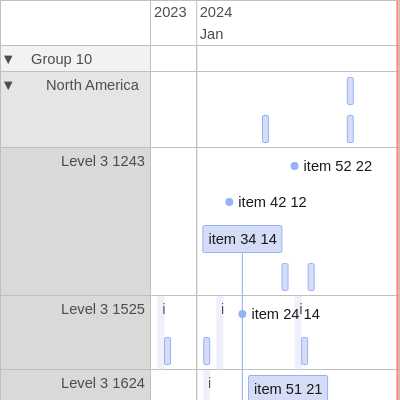 2023 2024
Jan
▼ Group 10
▼ North America
Level 3 1243
item 52 22
item 42 12
item 34 14
Level 3 1525
i i i
item 24 14
Level 3 1624
i
item 51 21